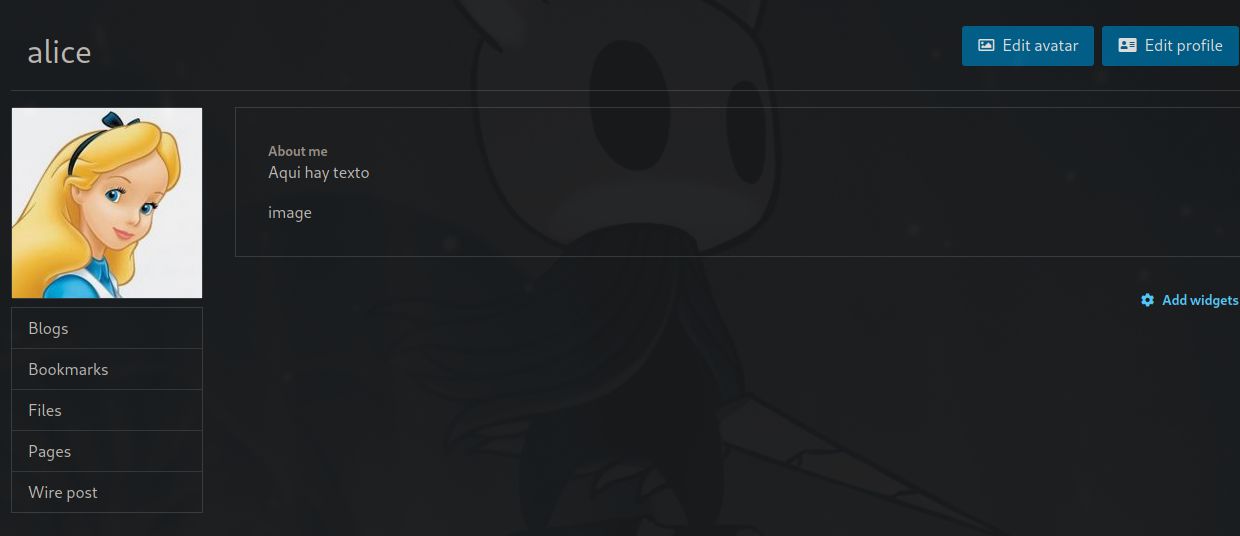 alice
Edit avatar
Edit profile
About me
Aqui hay texto
image
Add widgets
Blogs
Bookmarks
Files
Pages
Wire post